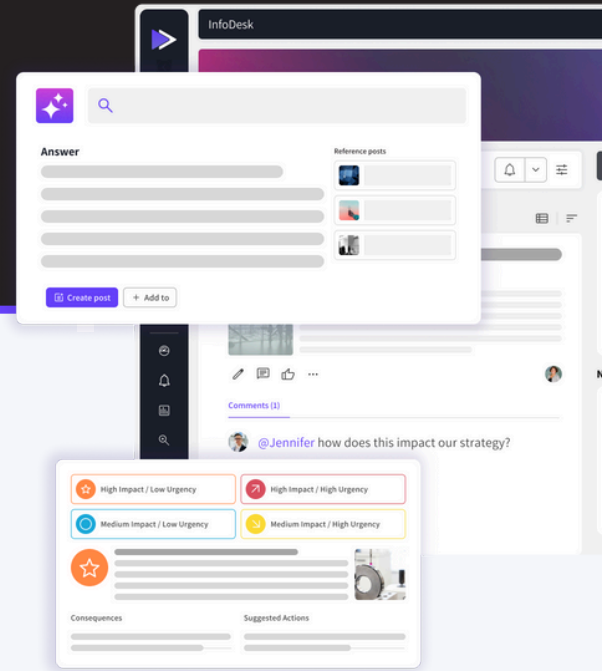 InfoDesk
Answer
Reference posts
Create post
+ Add to
Comments (1)
@Jennifer how does this impact our strategy?
High Impact / Low Urgency
High Impact / High Urgency
Medium Impact / Low Urgency
Medium Impact / High Urgency
Consequences
Suggested Actions